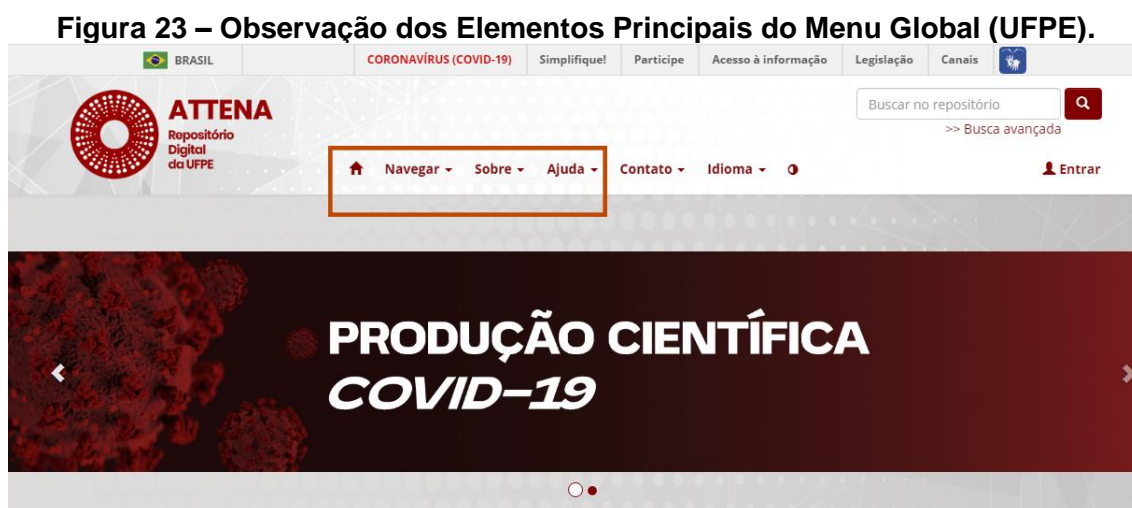 Figura 23 – Observação dos Elementos Principais do Menu Global (UFPE).
BRASIL CORONAVÍRUS (COVID-19) Simplifique! Participe Acesso à informação Legislação Canais
ATTENA
Repositório
Digital
da UFPE
Buscar no repositório
>> Busca avançada
Navegar Sobre Ajuda Contato Idioma Entrar
PRODUÇÃO CIENTÍFICA
COVID-19